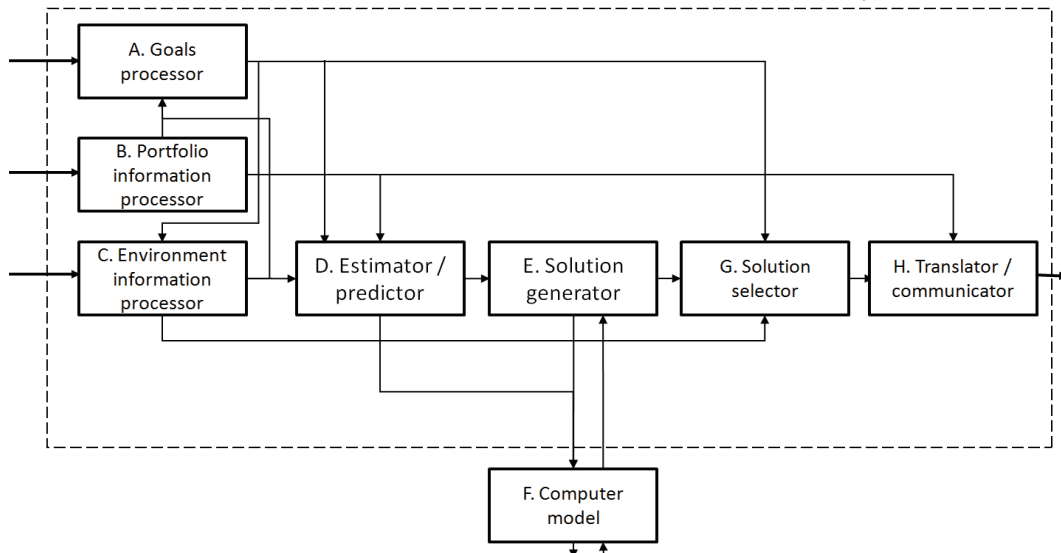 A. Goals
processor
B. Portfolio
information
processor
C. Environment
information
processor
D. Estimator /
predictor
E. Solution
generator
G. Solution
selector
H. Translator /
communicator
F. Computer
model